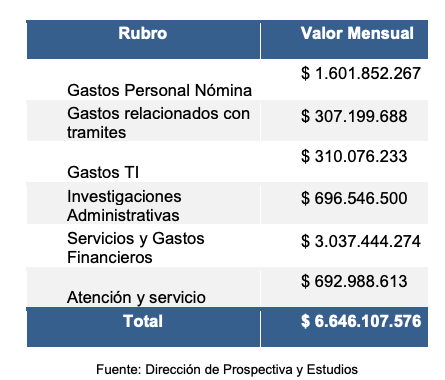 Rubro Valor Mensual
Gastos Personal Nómina $ 1.601.852.267
Gastos relacionados con
tramites $ 307.199.688
Gastos TI $ 310.076.233
Investigaciones
Administrativas $ 696.546.500
Servicios y Gastos
Financieros $ 3.037.444.274
Atención y servicio $ 692.988.613
Total $ 6.646.107.576
Fuente: Dirección de Prospectiva y Estudios